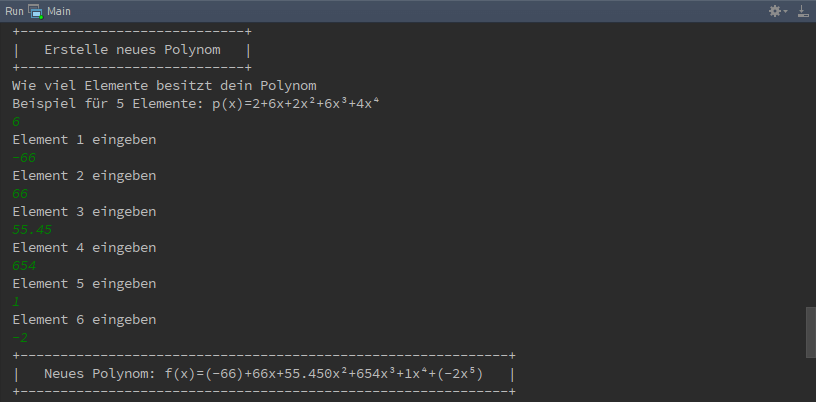 Run Main
+----------------------------+
|   Erstelle neues Polynom   |
+----------------------------+
Wie viel Elemente besitzt dein Polynom
Beispiel für 5 Elemente: p(x)=2+6x+2x²+6x³+4x⁴
6
Element 1 eingeben
-66
Element 2 eingeben
66
Element 3 eingeben
55.45
Element 4 eingeben
654
Element 5 eingeben
1
Element 6 eingeben
-2
+-------------------------------------------------------------+
|   Neues Polynom: f(x)=(-66)+66x+55.450x²+654x³+1x⁴+(-2x⁵)   |
+-------------------------------------------------------------+